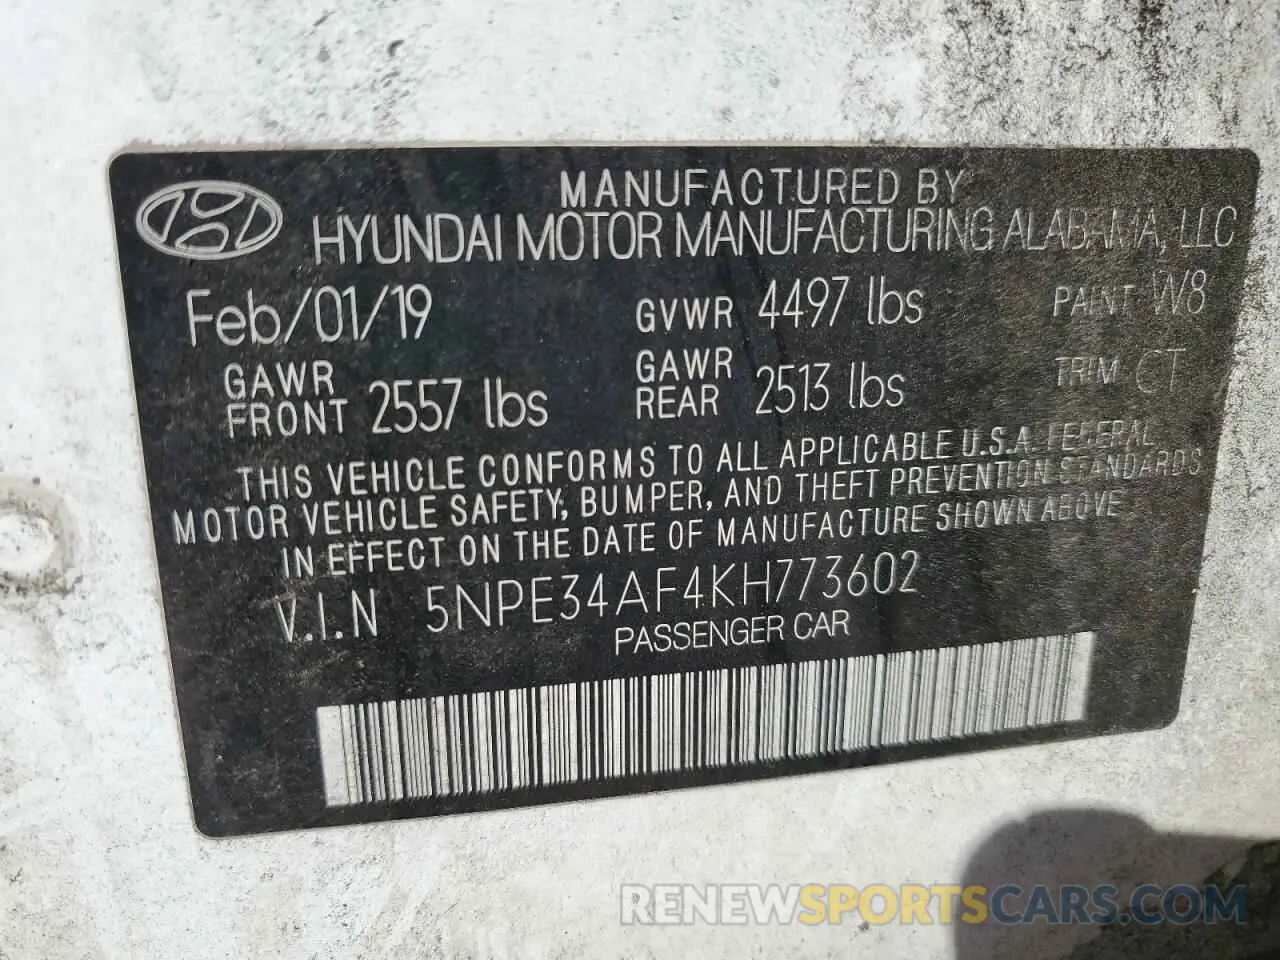 MANUFACTURED BY
HYUNDAI MOTOR MANUFACTURING ALABAMA, LLC
Feb/01/19 GVWR 4497 lbs PAINT W8
GAWR FRONT 2557 lbs GAWR REAR 2513 lbs TRIM CT
THIS VEHICLE CONFORMS TO ALL APPLICABLE U.S.A. FEDERAL
MOTOR VEHICLE SAFETY, BUMPER, AND THEFT PREVENTION STANDARDS
IN EFFECT ON THE DATE OF MANUFACTURE SHOWN ABOVE
V.I.N 5NPE34AF4KH773602
PASSENGER CAR
RENEWSPORTSCARS.COM